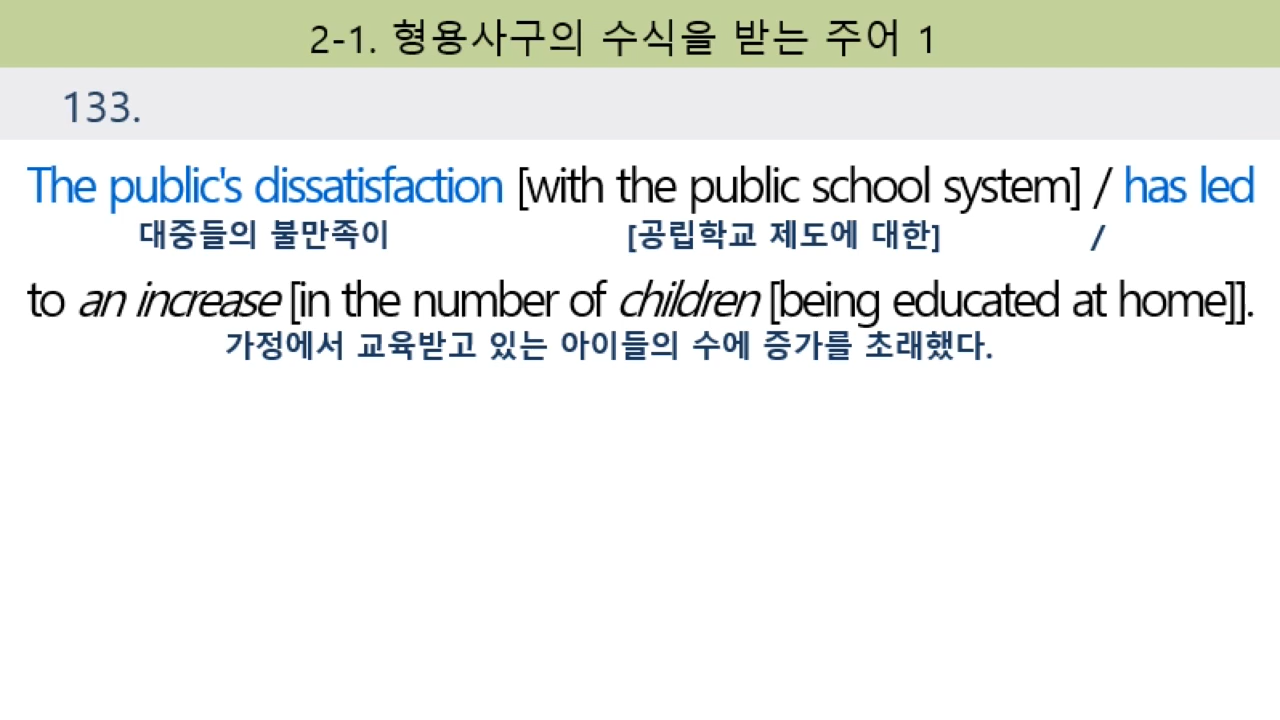 2-1. 형용사구의 수식을 받는 주어 1
133.
The public's dissatisfaction [with the public school system] / has led
대중들의 불만족이 [공립학교 제도에 대한] /
to an increase [in the number of children [being educated at home]].
가정에서 교육받고 있는 아이들의 수에 증가를 초래했다.